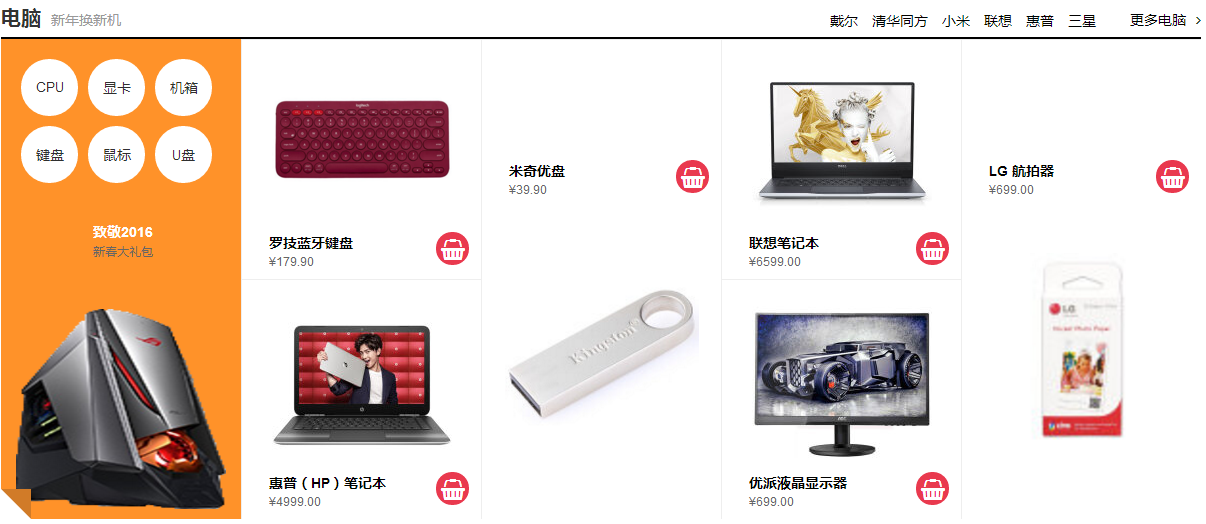 电脑 新年换新机
戴尔 清华同方 小米 联想 惠普 三星 更多电脑 >
CPU 显卡 机箱
键盘 鼠标 U盘
致敬2016
新春大礼包
罗技蓝牙键盘
¥179.90
惠普（HP）笔记本
¥4999.00
米奇优盘
¥39.90
Kingston
联想笔记本
¥6599.00
优派液晶显示器
¥699.00
LG 航拍器
¥699.00
LG